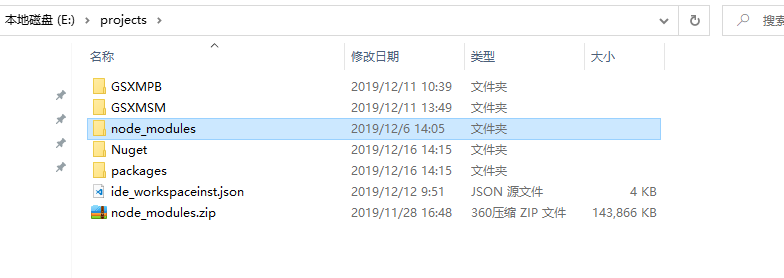 本地磁盘 (E:) > projects >
搜索
名称 修改日期 类型 大小
GSXMPB 2019/12/11 10:39 文件夹
GSXMSM 2019/12/11 13:49 文件夹
node_modules 2019/12/6 14:05 文件夹
Nuget 2019/12/16 14:15 文件夹
packages 2019/12/16 14:15 文件夹
ide_workspaceinst.json 2019/12/12 9:51 JSON 源文件 4 KB
node_modules.zip 2019/11/28 16:48 360压缩 ZIP 文件 143,866 KB